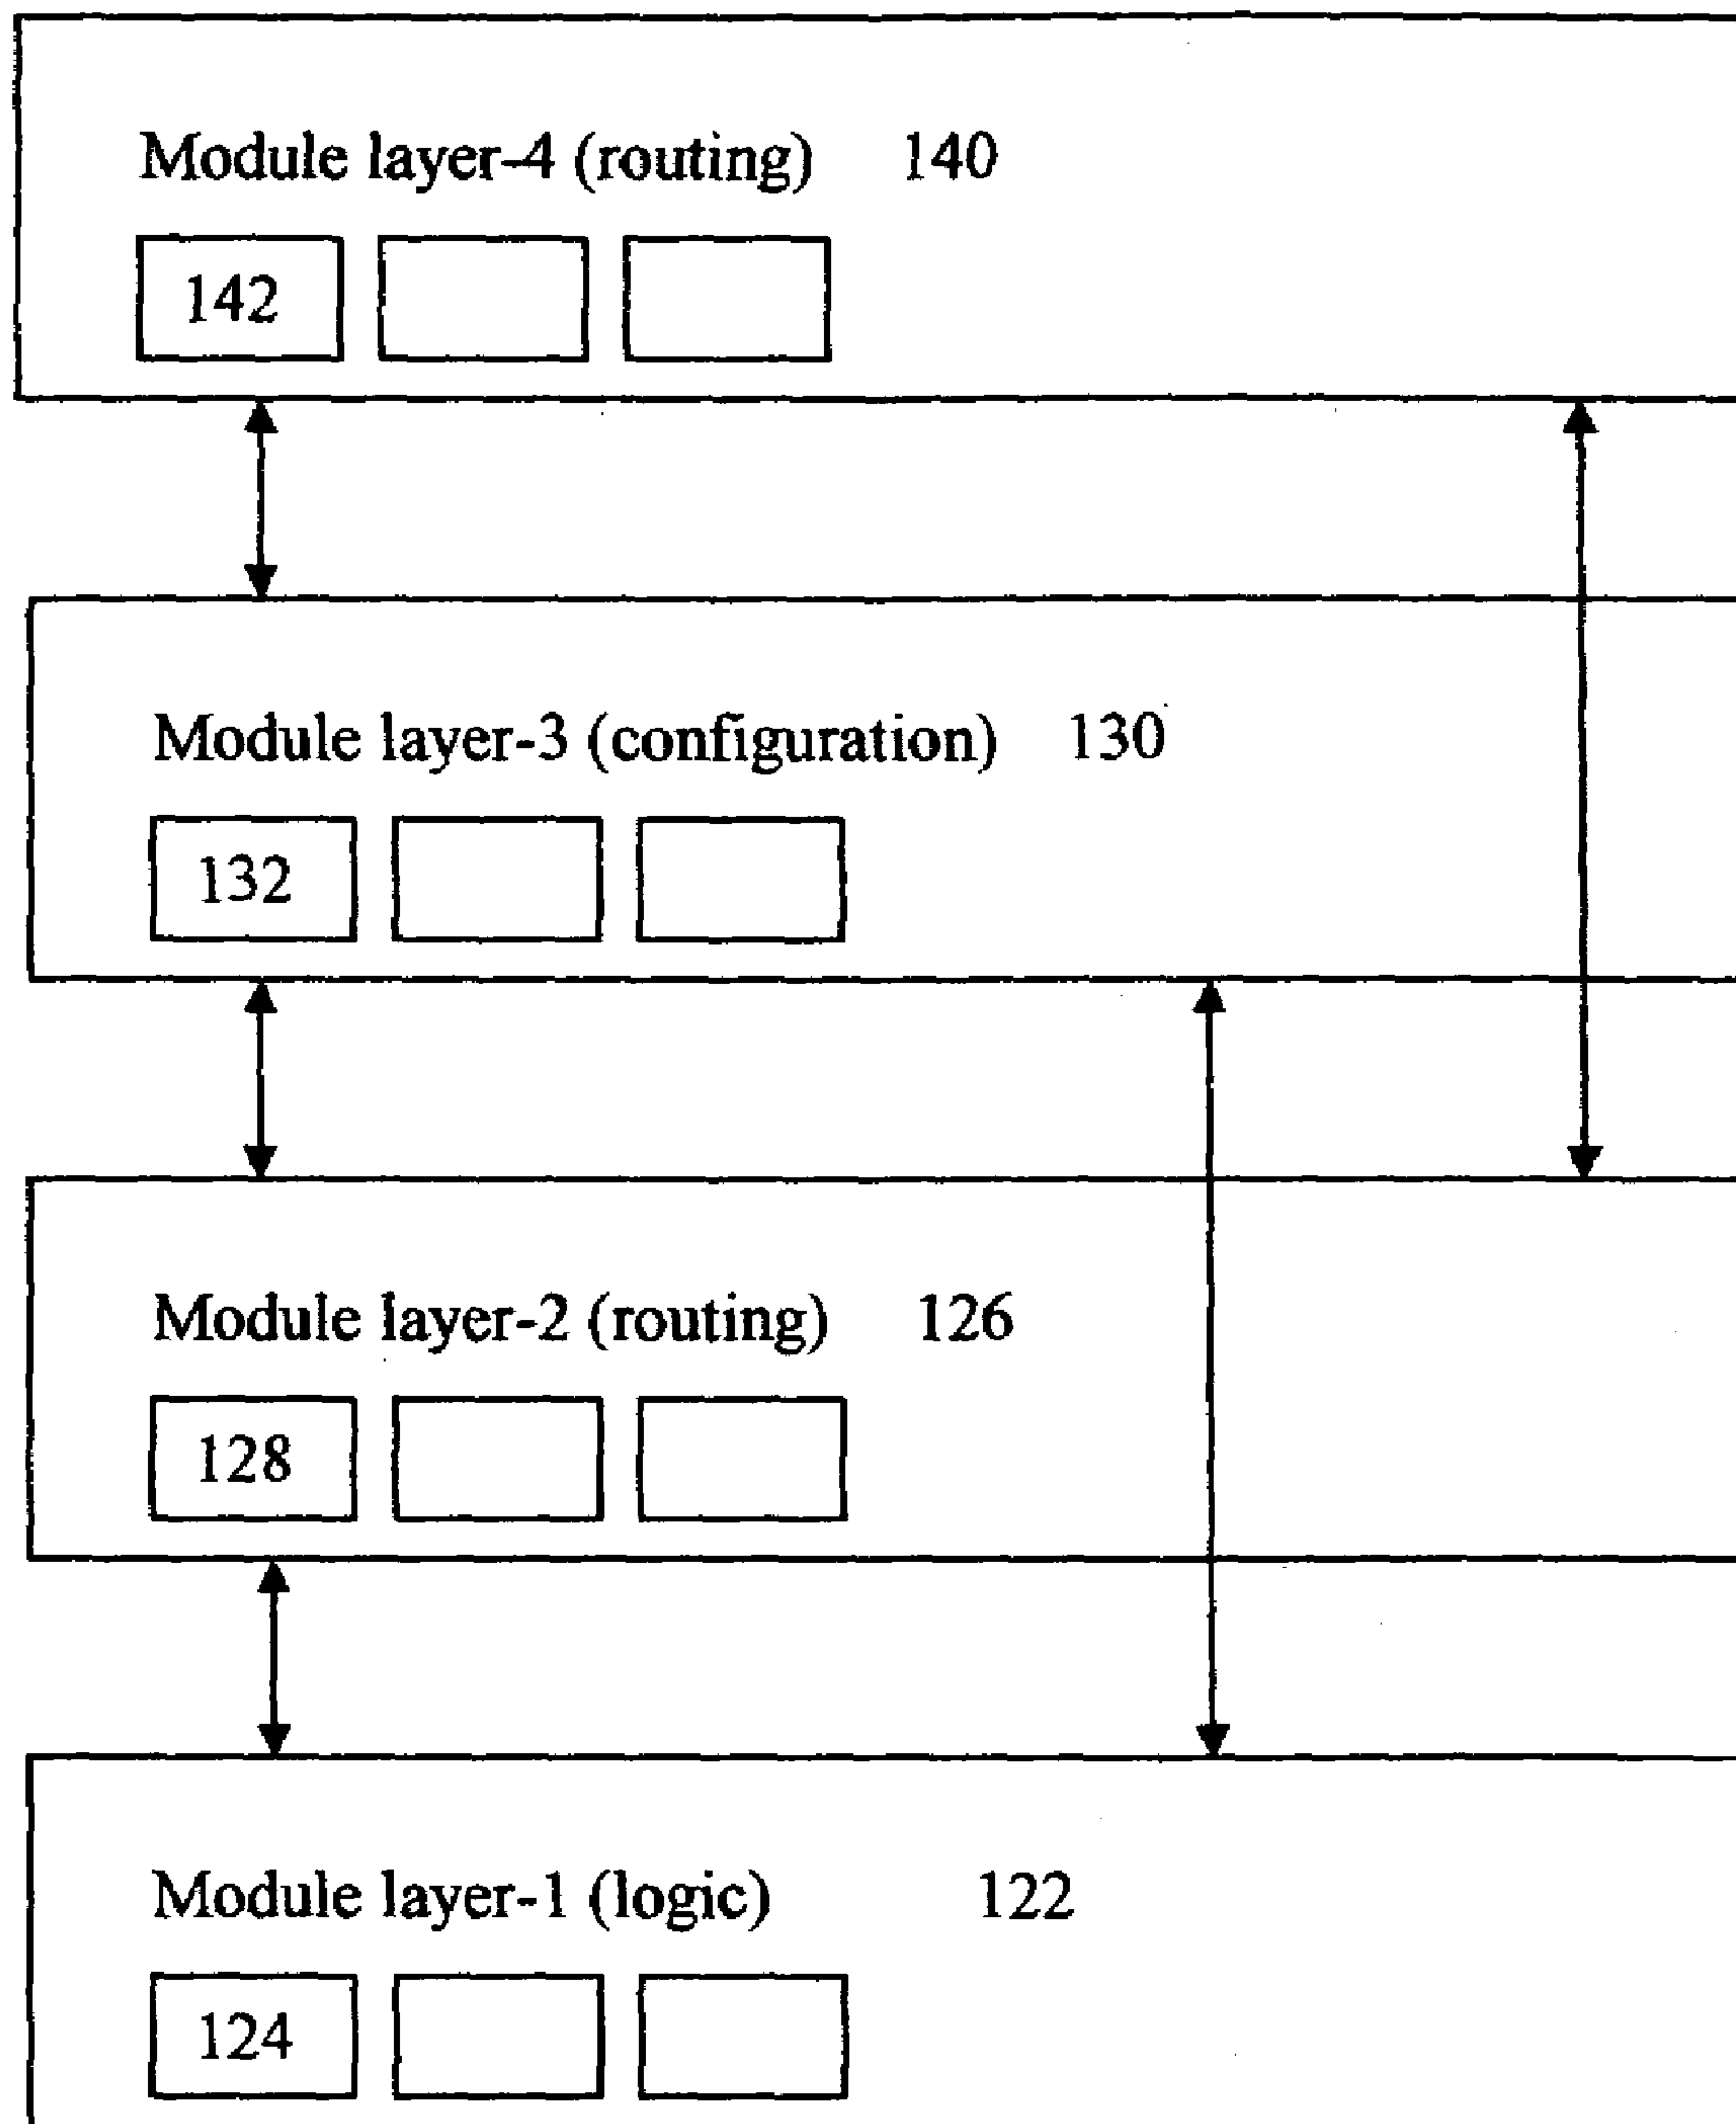 Module layer-4 (routing) 140
142
Module layer-3 (configuration) 130
132
Module layer-2 (routing) 126
128
Module layer-1 (logic) 122
124